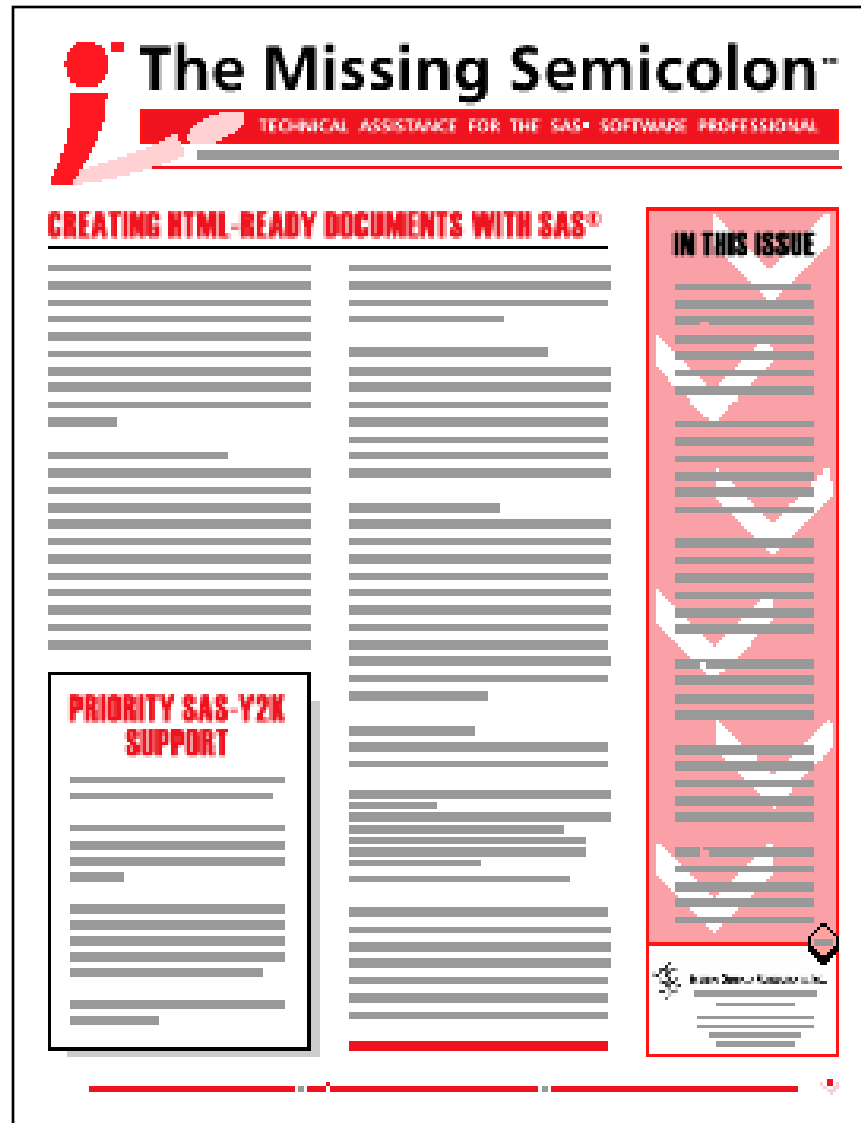 The Missing Semicolon™
TECHNICAL ASSISTANCE FOR THE SAS® SOFTWARE PROFESSIONAL
CREATING HTML-READY DOCUMENTS WITH SAS®
IN THIS ISSUE
PRIORITY SAS-Y2K
SUPPORT